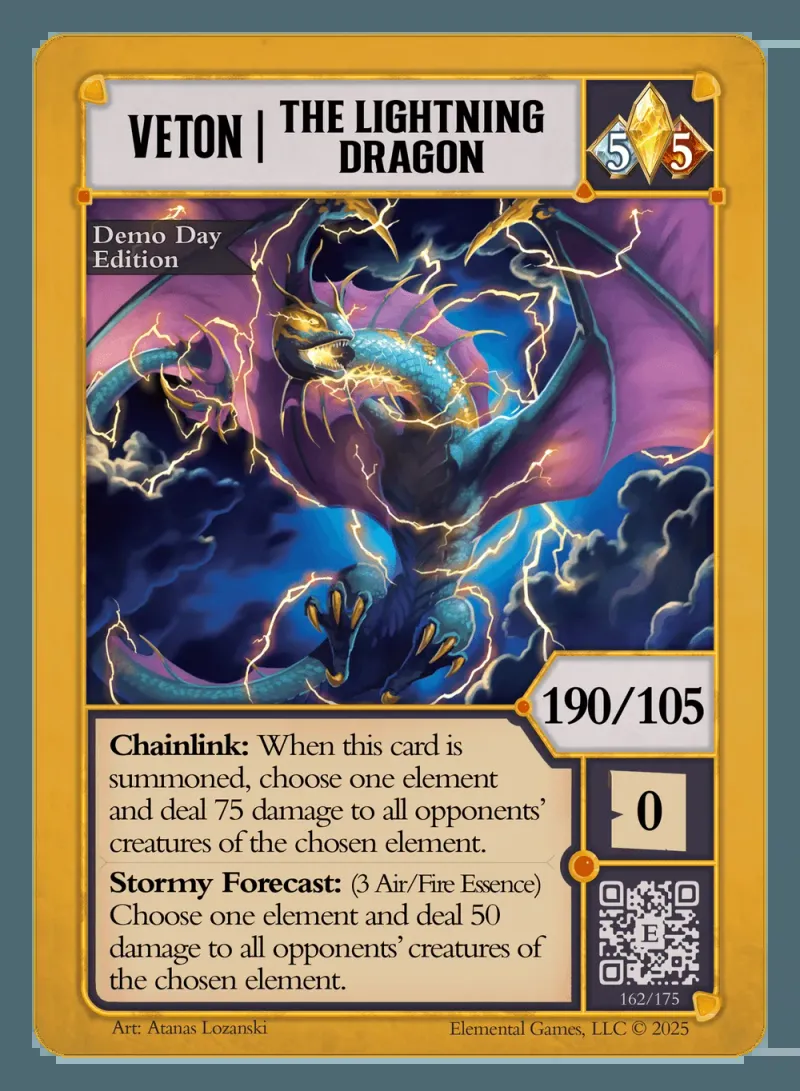 VETON | THE LIGHTNING
DRAGON
5 5
Demo Day
Edition
190/105
Chainlink: When this card is
summoned, choose one element
and deal 75 damage to all opponents’
creatures of the chosen element.
0
Stormy Forecast: (3 Air/Fire Essence)
Choose one element and deal 50
damage to all opponents’ creatures of
the chosen element.
E
162/175
Art: Atanas Lozanski
Elemental Games, LLC © 2025